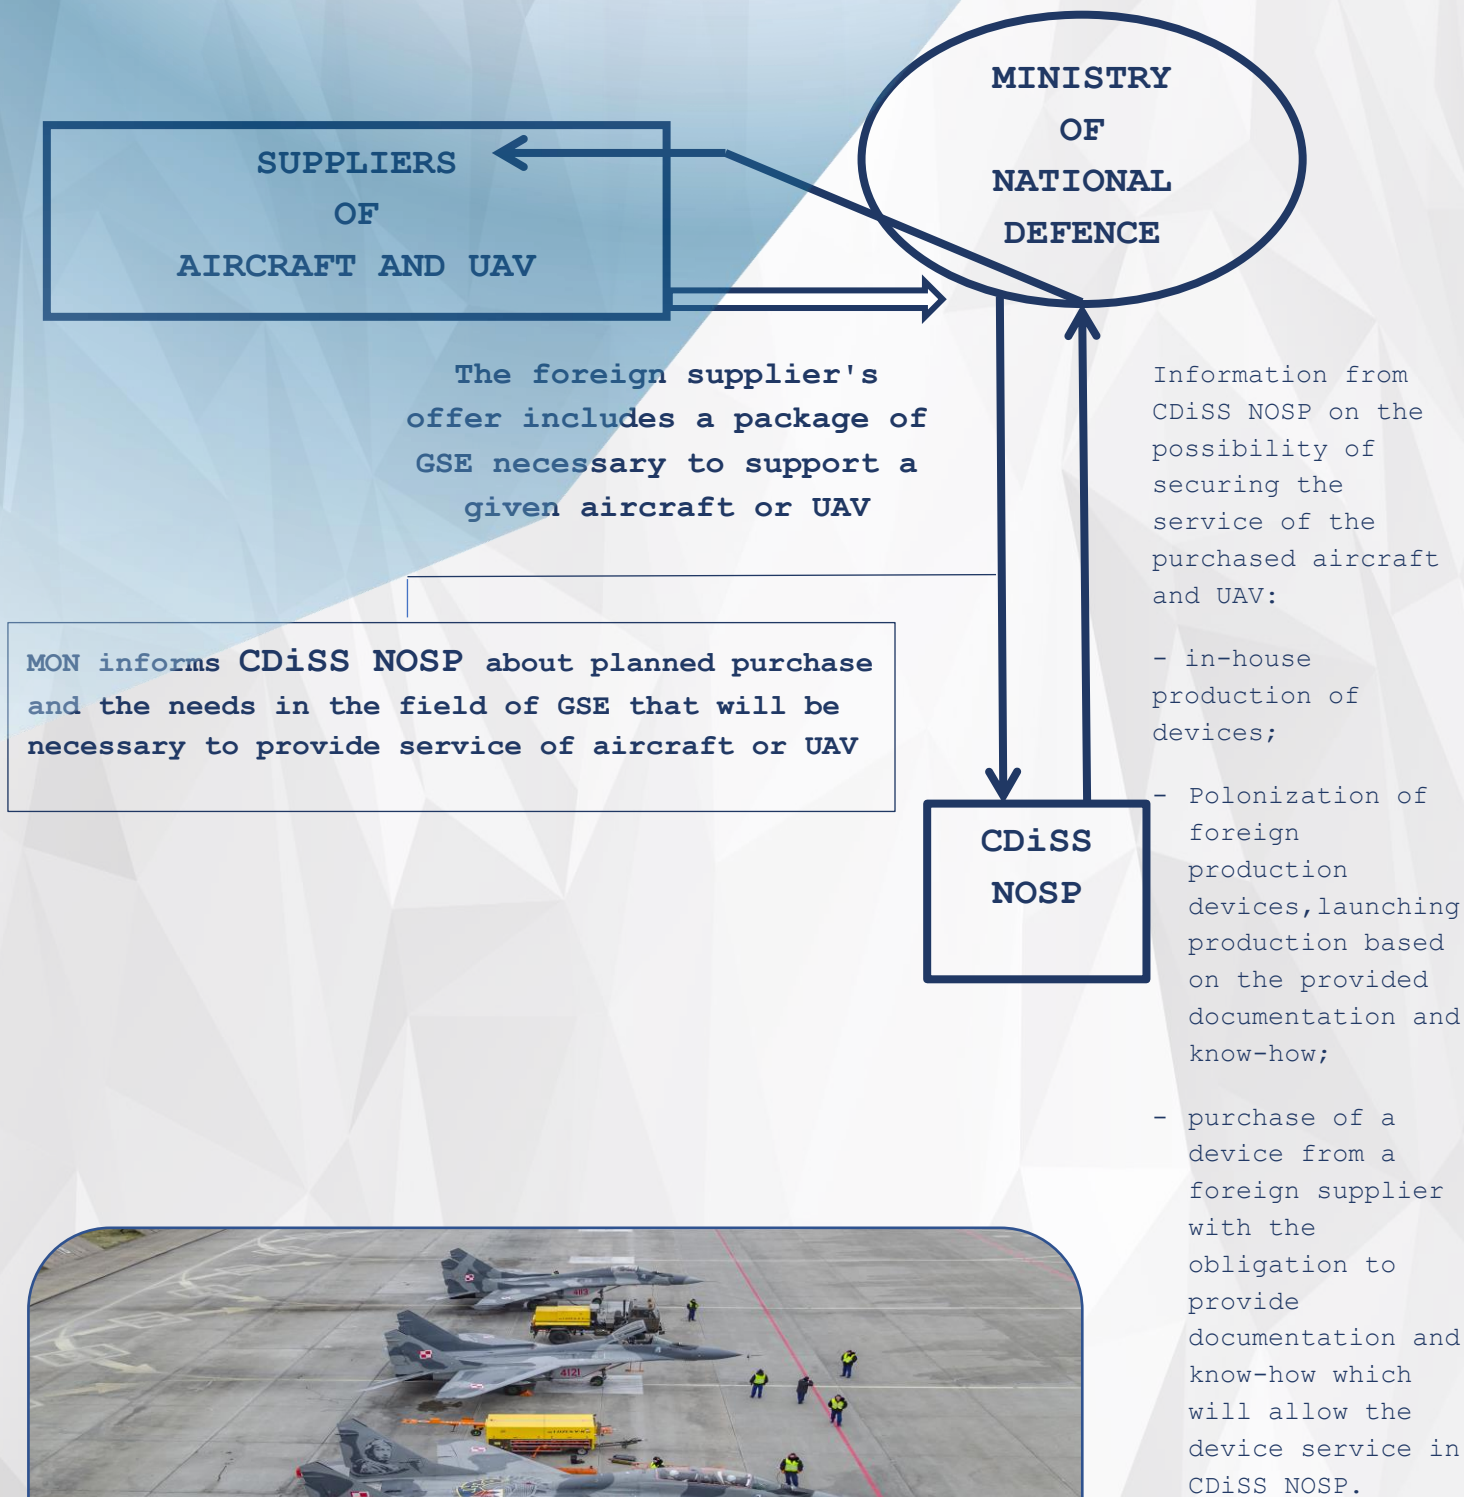 MINISTRY
OF
NATIONAL
DEFENCE
SUPPLIERS
OF
AIRCRAFT AND UAV
The foreign supplier's
offer includes a package of
GSE necessary to support a
given aircraft or UAV
MON informs CDiSS NOSP about planned purchase
and the needs in the field of GSE that will be
necessary to provide service of aircraft or UAV
CDiSS
NOSP
Information from
CDiSS NOSP on the
possibility of
securing the
service of the
purchased aircraft
and UAV:
- in-house
production of
devices;
- Polonization of
foreign
production
devices,launching
production based
on the provided
documentation and
know-how;
- purchase of a
device from a
foreign supplier
with the
obligation to
provide
documentation and
know-how which
will allow the
device service in
CDiSS NOSP.
4113
4121